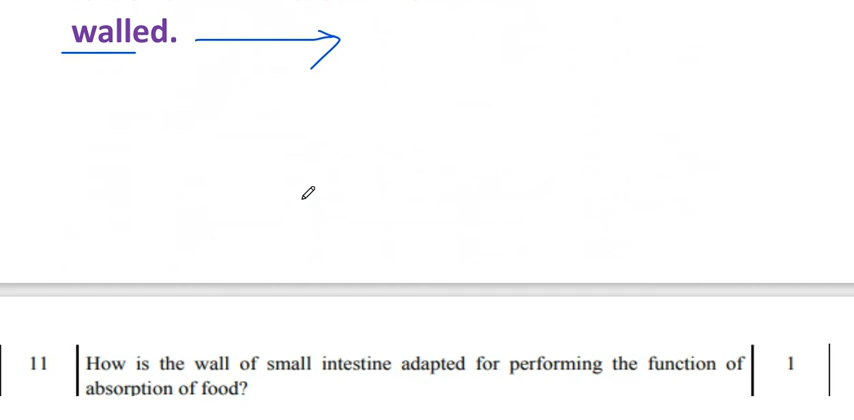 walled.
11 How is the wall of small intestine adapted for performing the function of 1
absorption of food?